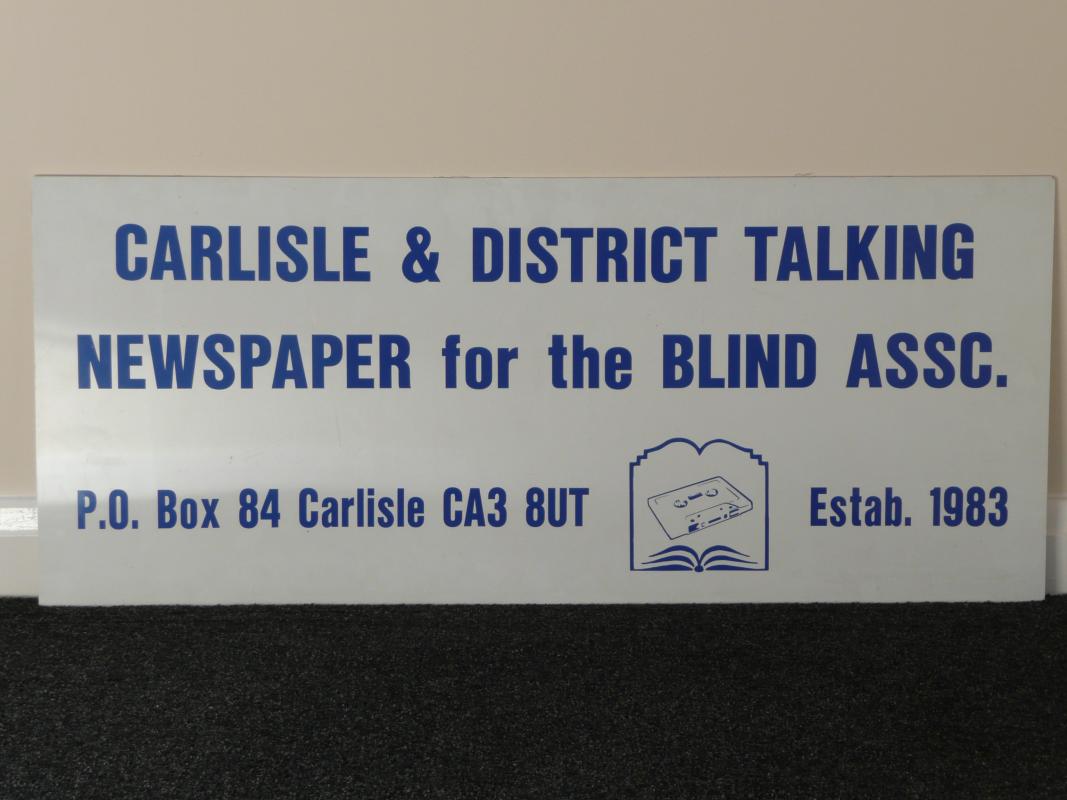 CARLISLE & DISTRICT TALKING
NEWSPAPER for the BLIND ASSC.
P.O. Box 84 Carlisle CA3 8UT Estab. 1983